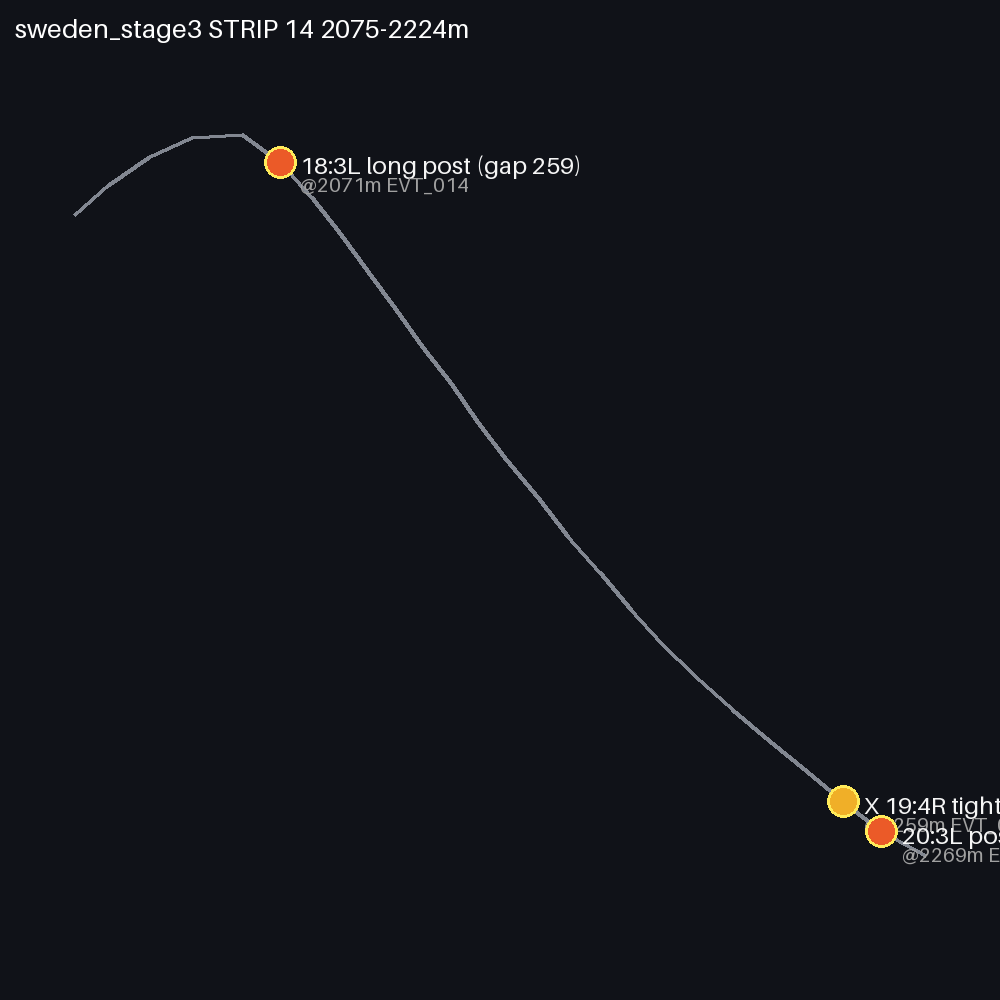 sweden_stage3 STRIP 14 2075-2224m
18:3L long post (gap 259)
@2071m EVT_014
X 19:4R tight
259m EVT_
20:3L pos
@2269m E